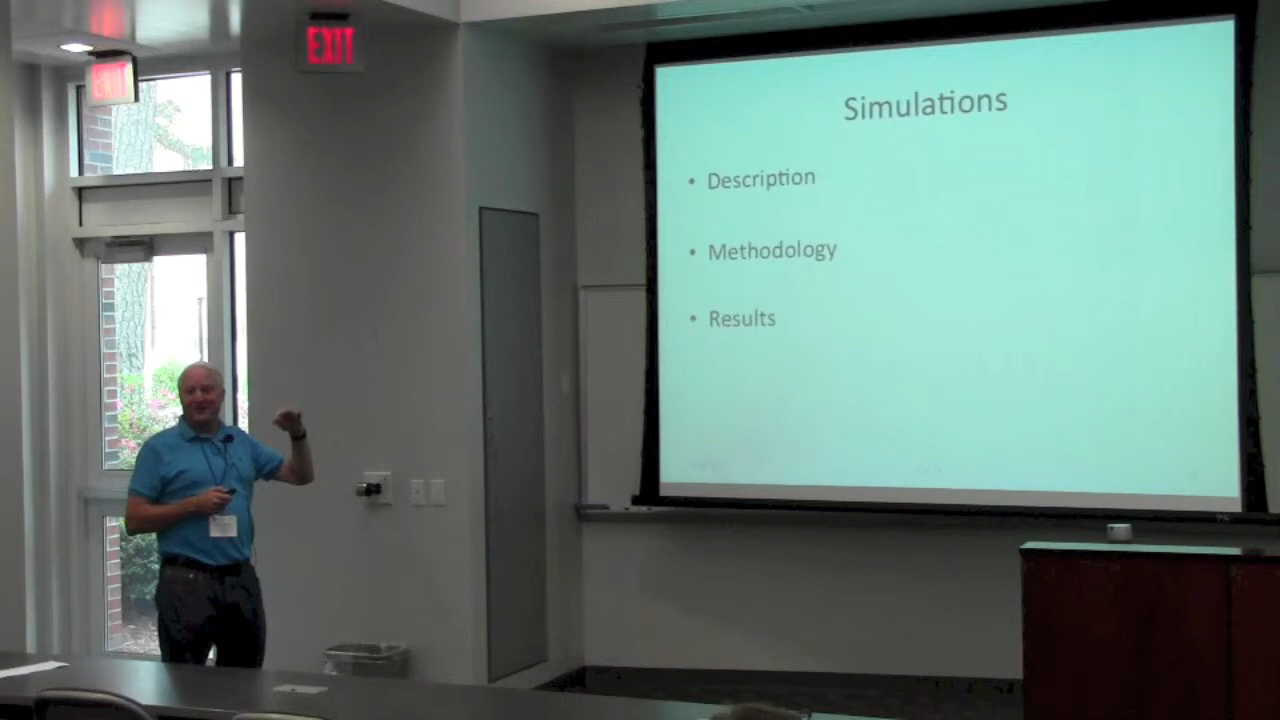 EXIT
EXIT
Simulations
• Description
• Methodology
• Results